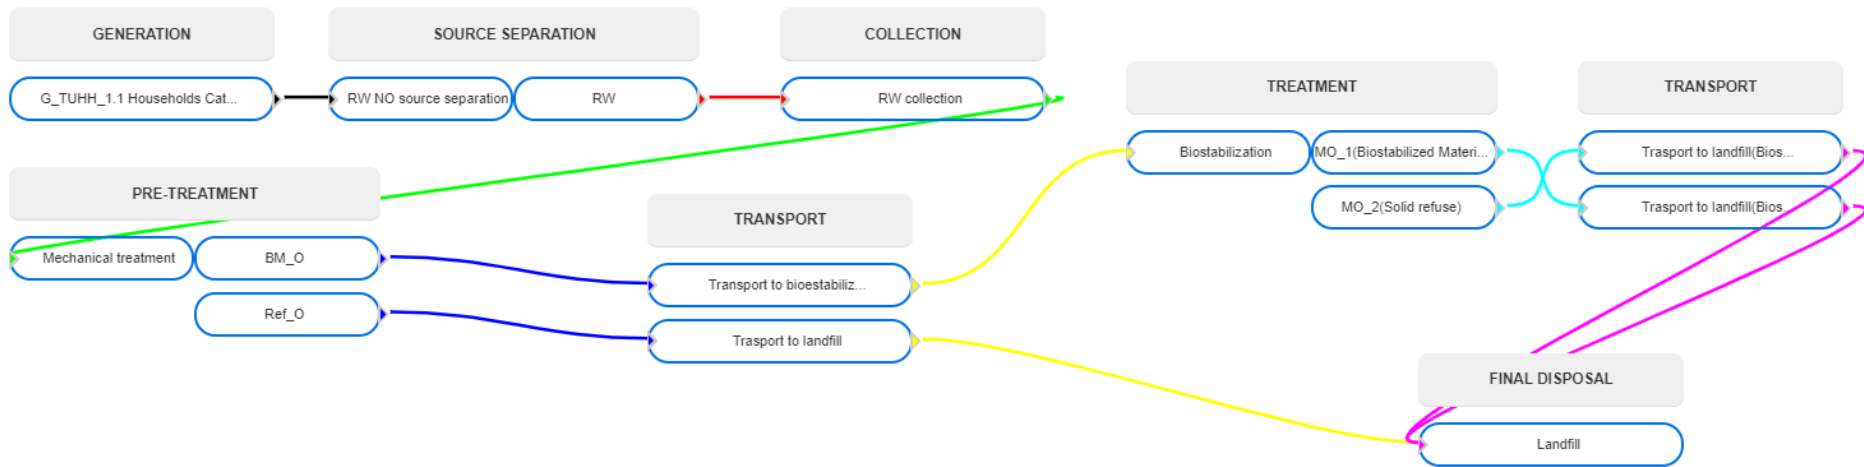 GENERATION
SOURCE SEPARATION
COLLECTION
G_TUHH_1.1 Households Cat...
RW NO source separation
RW
RW collection
TREATMENT
TRANSPORT
Biostabilization
MO_1(Biostabilized Materi...
Trasport to landfill(Bios...
MO_2(Solid refuse)
Trasport to landfill(Bios...
PRE-TREATMENT
TRANSPORT
Mechanical treatment
BM_O
Transport to bioestabiliz...
Ref_O
Trasport to landfill
FINAL DISPOSAL
Landfill